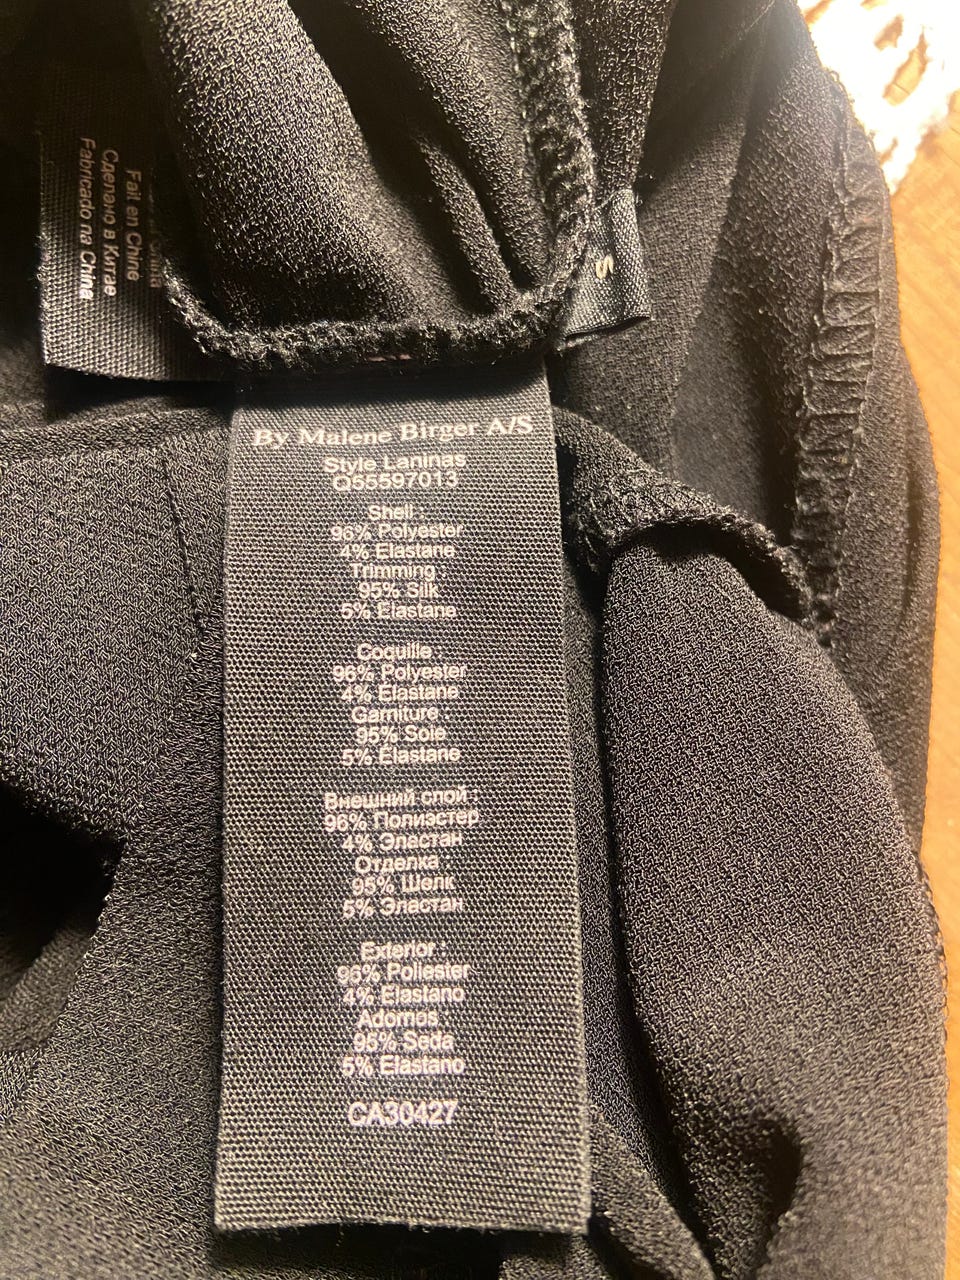 Fait en Chine
Сделано в Китае
Fabricado na China
S
By Malene Birger A/S
Style Laninas
Q55597013
Shell :
96% Polyester
4% Elastane
Trimming :
95% Silk
5% Elastane
Coquille :
96% Polyester
4% Elastane
Garniture :
95% Soie
5% Elastane
Внешний слой :
96% Полиэстер
4% Эластан
Отделка :
95% Шелк
5% Эластан
Exterior :
96% Poliester
4% Elastano
Adornos :
95% Seda
5% Elastano
CA30427